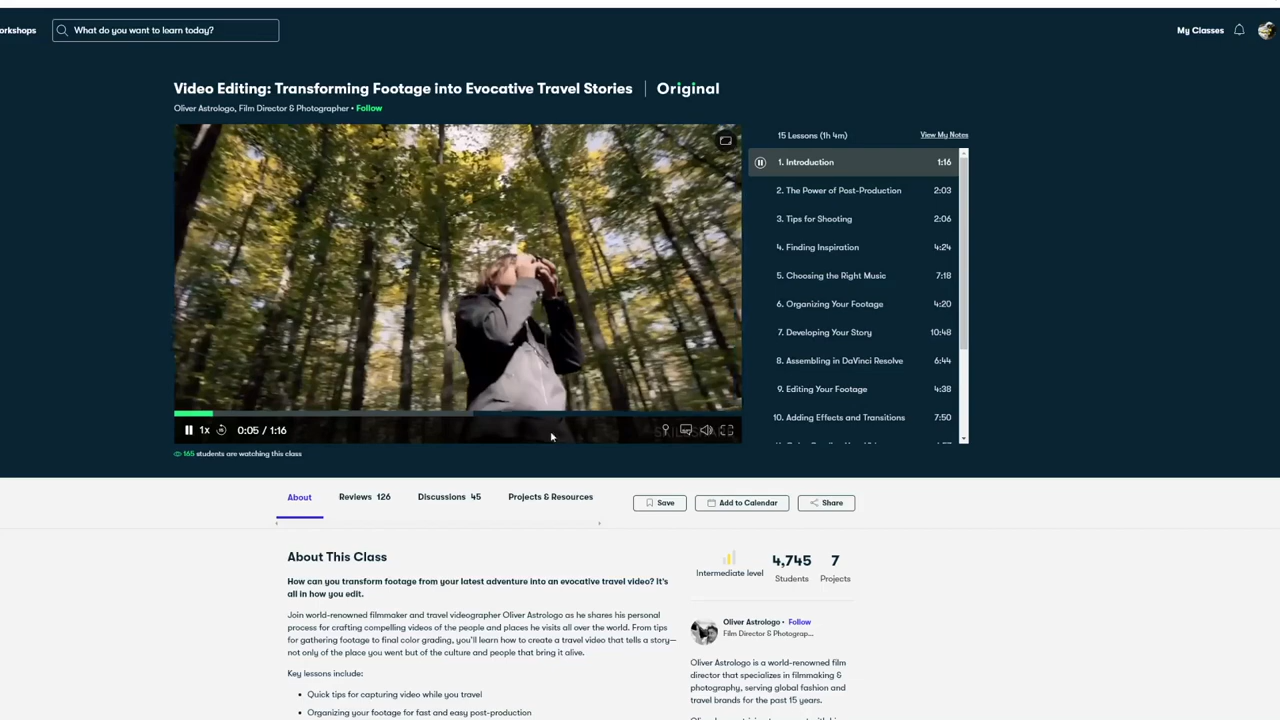 orkshops
What do you want to learn today?
My Classes
Video Editing: Transforming Footage into Evocative Travel Stories | Original
Oliver Astrologo, Film Director & Photographer • Follow
15 Lessons (1h 4m)
View My Notes
1. Introduction 1:16
2. The Power of Post-Production 2:03
3. Tips for Shooting 2:06
4. Finding Inspiration 4:24
5. Choosing the Right Music 7:18
6. Organizing Your Footage 4:20
7. Developing Your Story 10:48
8. Assembling in DaVinci Resolve 6:44
9. Editing Your Footage 4:38
10. Adding Effects and Transitions 7:50
1x 0:05 / 1:16
165 students are watching this class
About
Reviews 126
Discussions 45
Projects & Resources
Save
Add to Calendar
Share
About This Class
How can you transform footage from your latest adventure into an evocative travel video? It's
all in how you edit.
Join world-renowned filmmaker and travel videographer Oliver Astrologo as he shares his personal
process for crafting compelling videos of the people and places he visits all over the world. From tips
for gathering footage to final color grading, you'll learn how to create a travel video that tells a story—
not only of the place you went but of the culture and people that bring it alive.
Key lessons include:
• Quick tips for capturing video while you travel
• Organizing your footage for fast and easy post-production
Intermediate level
4,745
Students
7
Projects
Oliver Astrologo • Follow
Film Director & Photograp...
Oliver Astrologo is a world-renowned film
director that specializes in filmmaking &
photography, serving global fashion and
travel brands for the past 15 years.